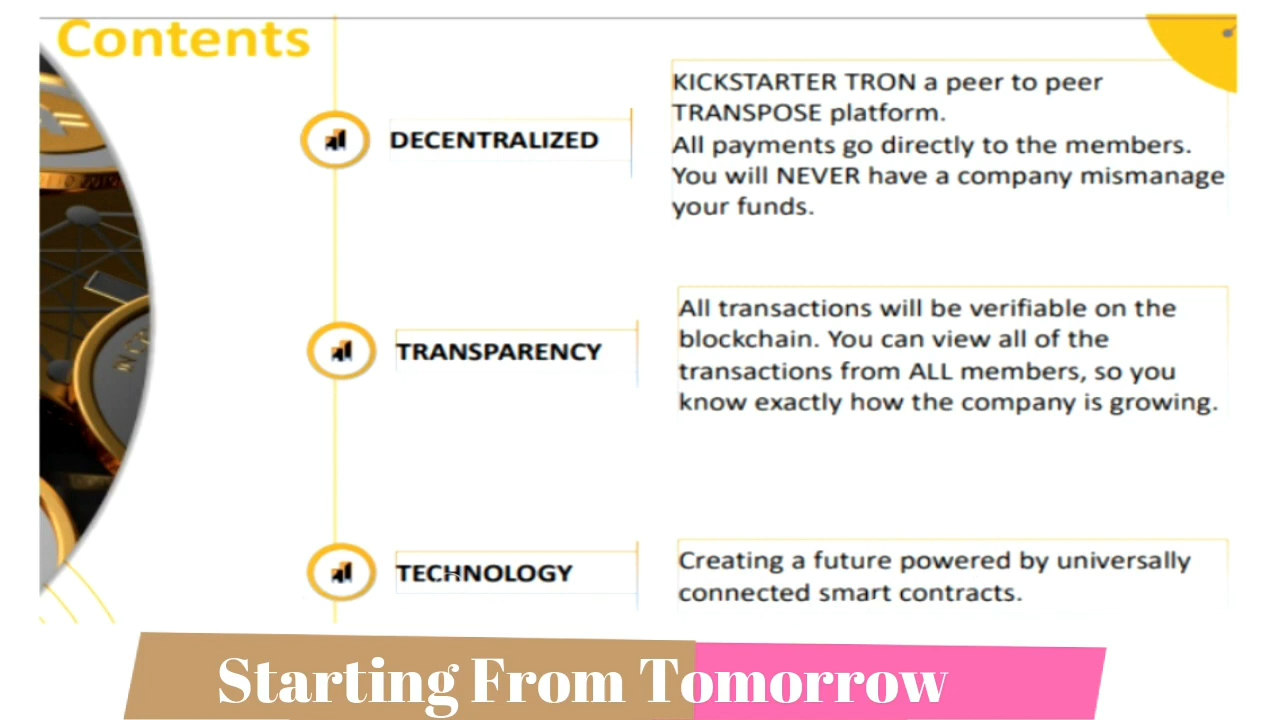 Contents
DECENTRALIZED
KICKSTARTER TRON a peer to peer
TRANSPOSE platform.
All payments go directly to the members.
You will NEVER have a company mismanage
your funds.
TRANSPARENCY
All transactions will be verifiable on the
blockchain. You can view all of the
transactions from ALL members, so you
know exactly how the company is growing.
TECHNOLOGY
Creating a future powered by universally
connected smart contracts.
Starting From Tomorrow